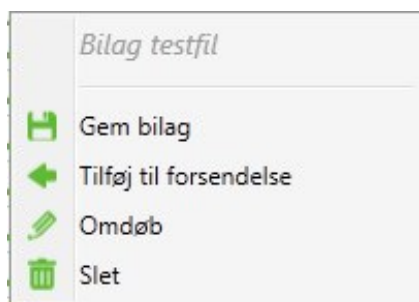 Bilag testfil
Gem bilag
Tilføj til forsendelse
Omdøb
Slet